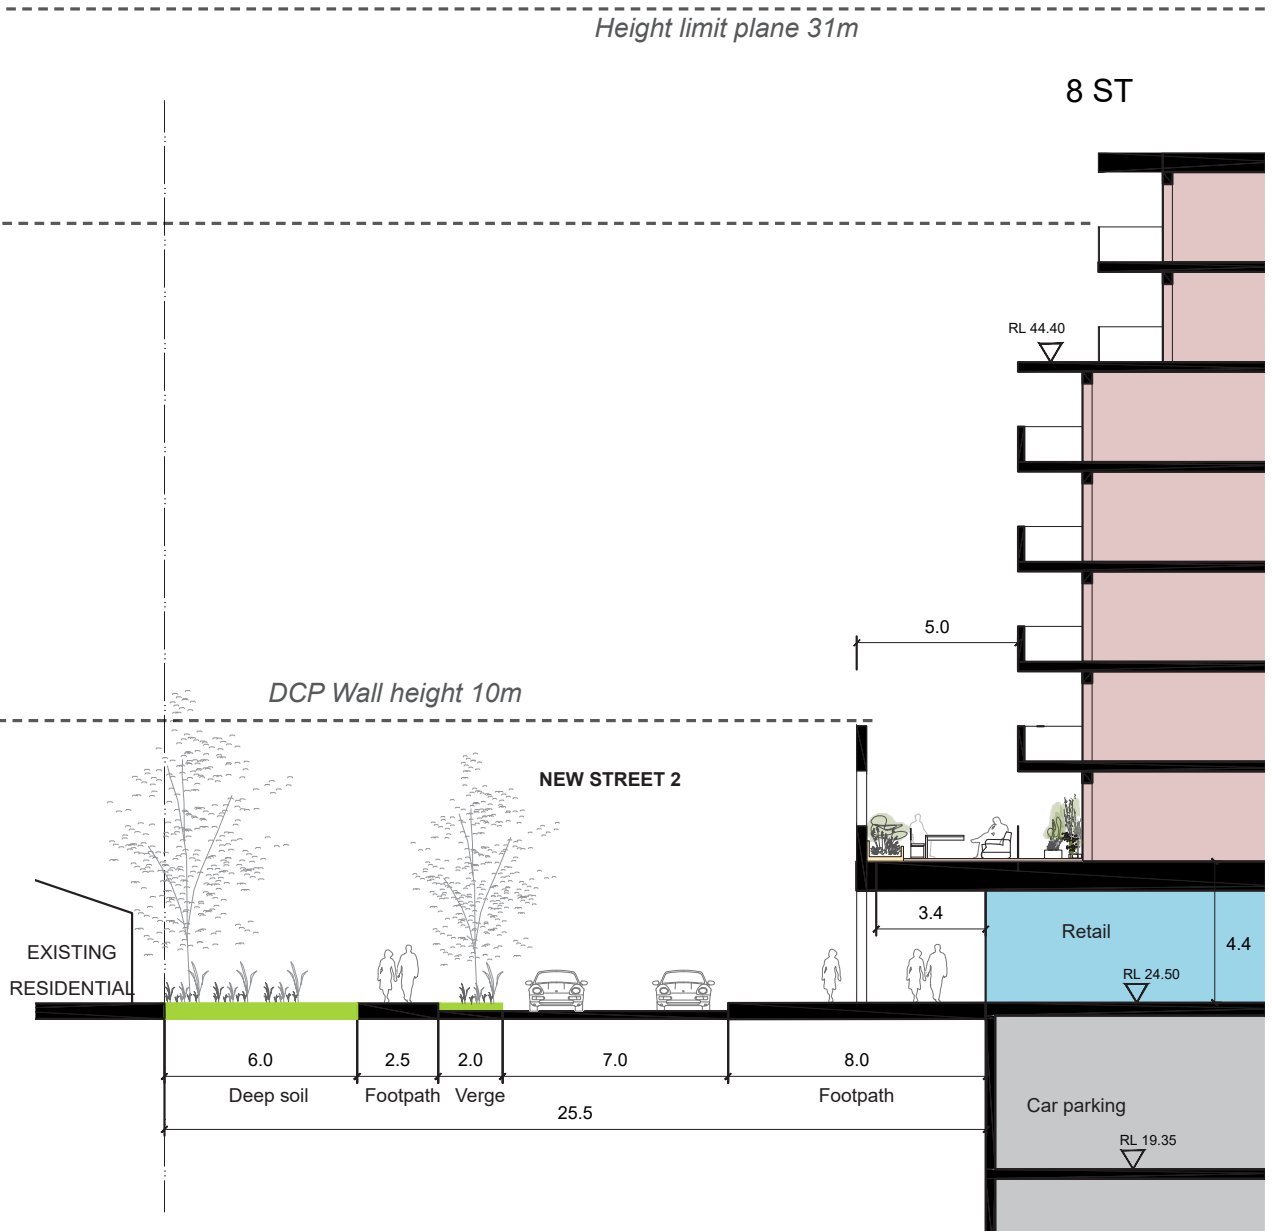 Height limit plane 31m
8 ST
RL 44.40
5.0
DCP Wall height 10m
NEW STREET 2
3.4
Retail
4.4
EXISTING
RESIDENTIAL
RL 24.50
6.0
2.5
2.0
7.0
8.0
Deep soil
Footpath
Verge
Footpath
25.5
Car parking
RL 19.35